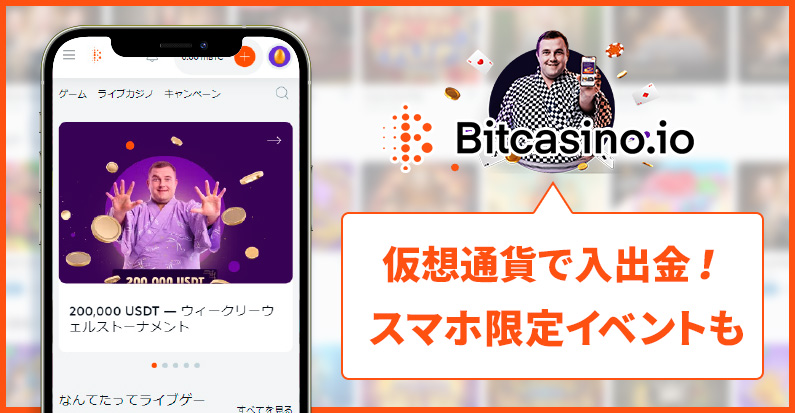 0.00 mBTC
ゲーム ライブカジノ キャンペーン
200,000 USDT
200,000 USDT — ウィークリーウ
ェルストーナメント
なんてたってライブゲー
すべてを見る
Bitcasino.io
仮想通貨で入出金！
スマホ限定イベントも